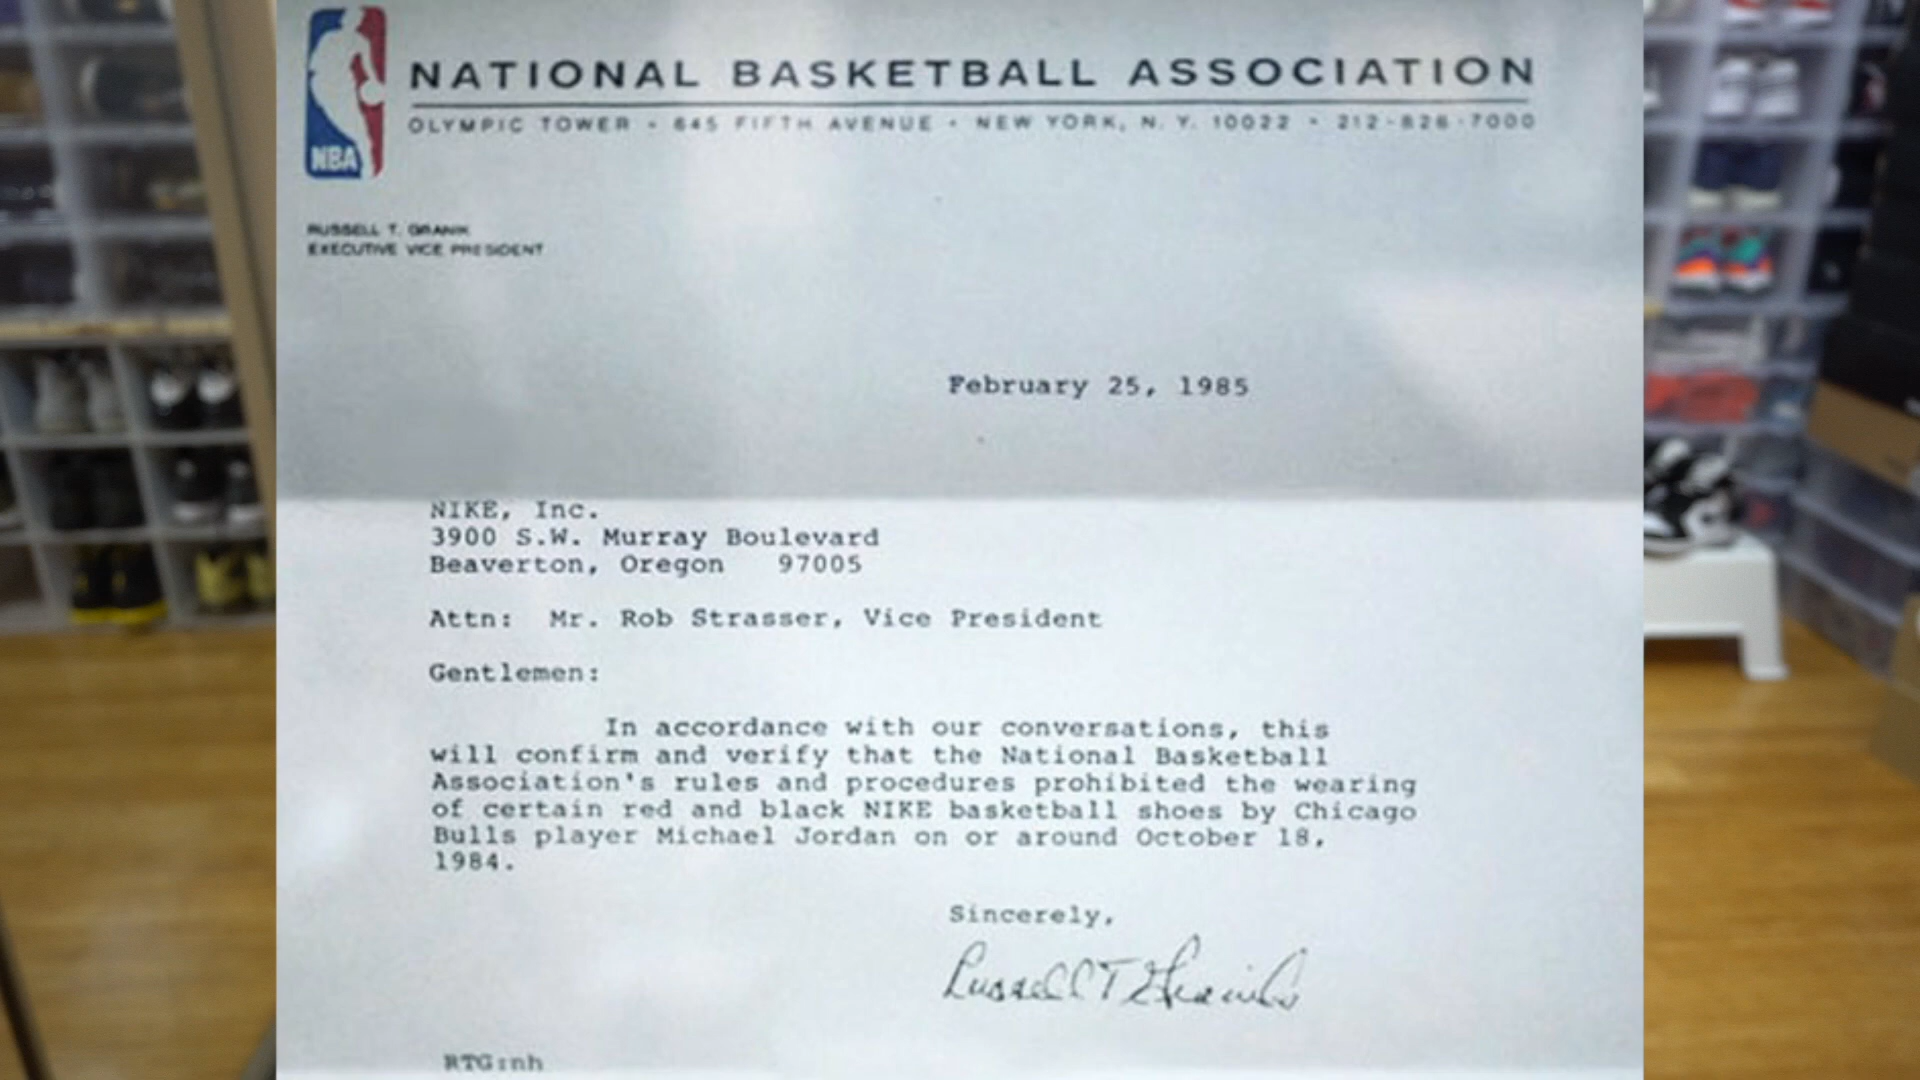 NATIONAL BASKETBALL ASSOCIATION
OLYMPIC TOWER • 645 FIFTH AVENUE • NEW YORK, N. Y. 10022 • 212-826-7000
NBA
RUSSELL T. GRANIK
EXECUTIVE VICE PRESIDENT
February 25, 1985
NIKE, Inc.
3900 S.W. Murray Boulevard
Beaverton, Oregon 97005
Attn: Mr. Rob Strasser, Vice President
Gentlemen:
In accordance with our conversations, this
will confirm and verify that the National Basketball
Association's rules and procedures prohibited the wearing
of certain red and black NIKE basketball shoes by Chicago
Bulls player Michael Jordan on or around October 18,
1984.
Sincerely,
Russell T Granik
RTG:nh